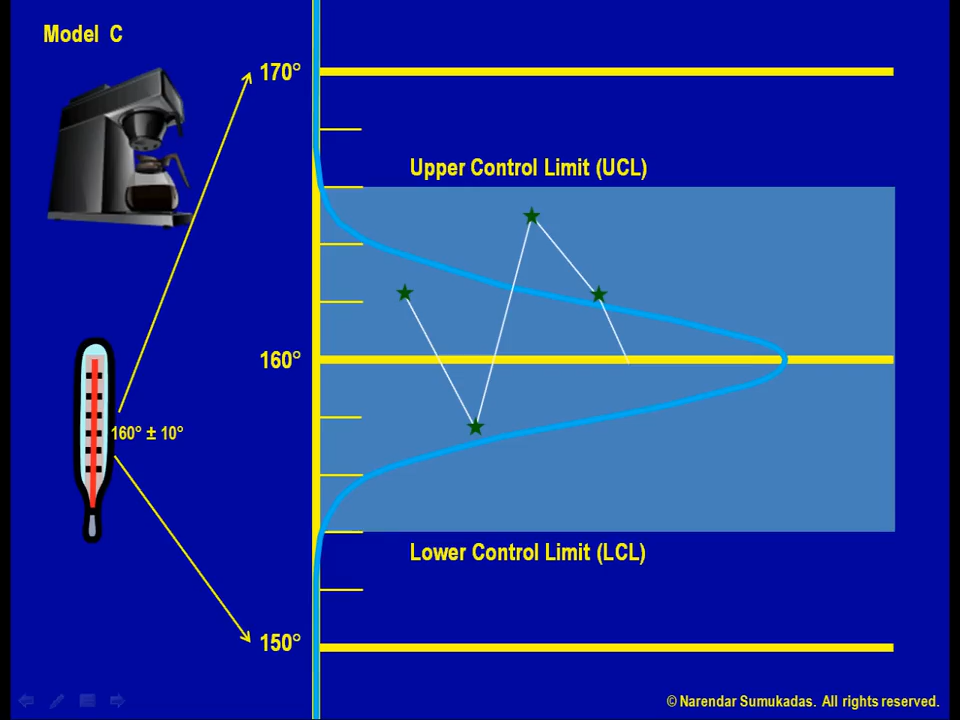 Model C
170°
Upper Control Limit (UCL)
160°
160° ± 10°
Lower Control Limit (LCL)
150°
© Narendar Sumukadas. All rights reserved.